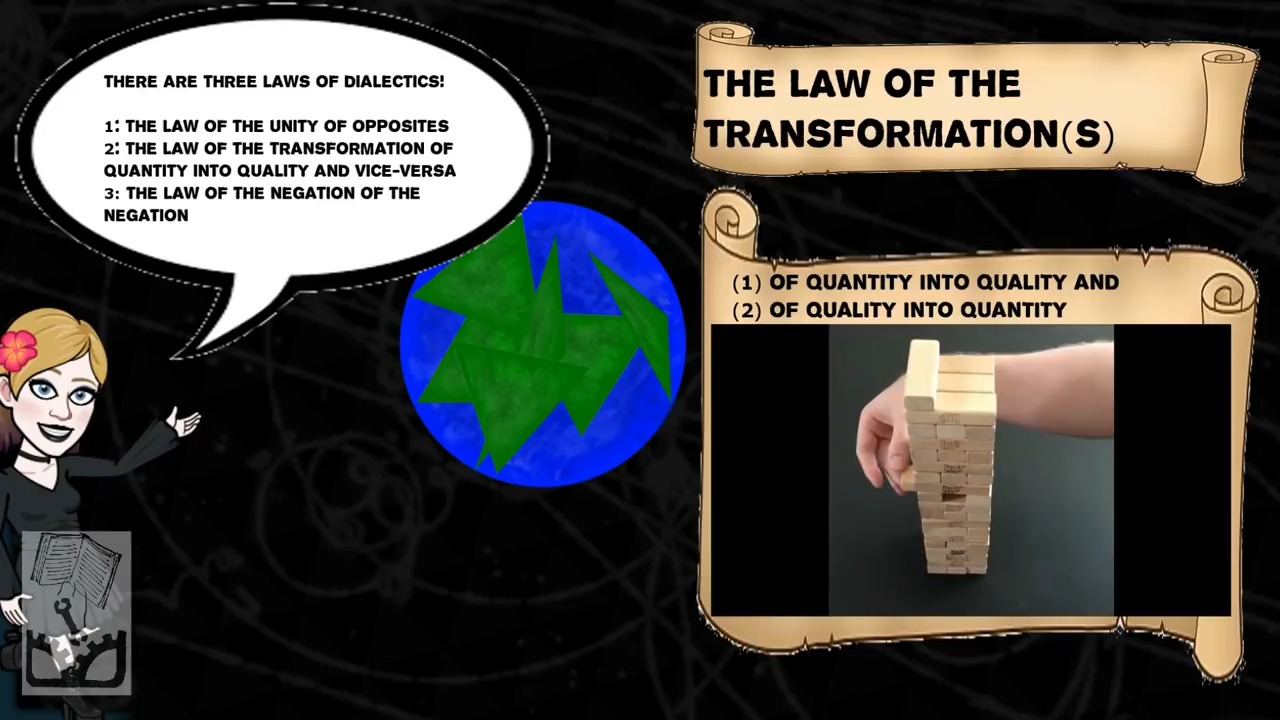 THERE ARE THREE LAWS OF DIALECTICS!
1: THE LAW OF THE UNITY OF OPPOSITES
2: THE LAW OF THE TRANSFORMATION OF
QUANTITY INTO QUALITY AND VICE-VERSA
3: THE LAW OF THE NEGATION OF THE
NEGATION
THE LAW OF THE
TRANSFORMATION(S)
(1) OF QUANTITY INTO QUALITY AND
(2) OF QUALITY INTO QUANTITY